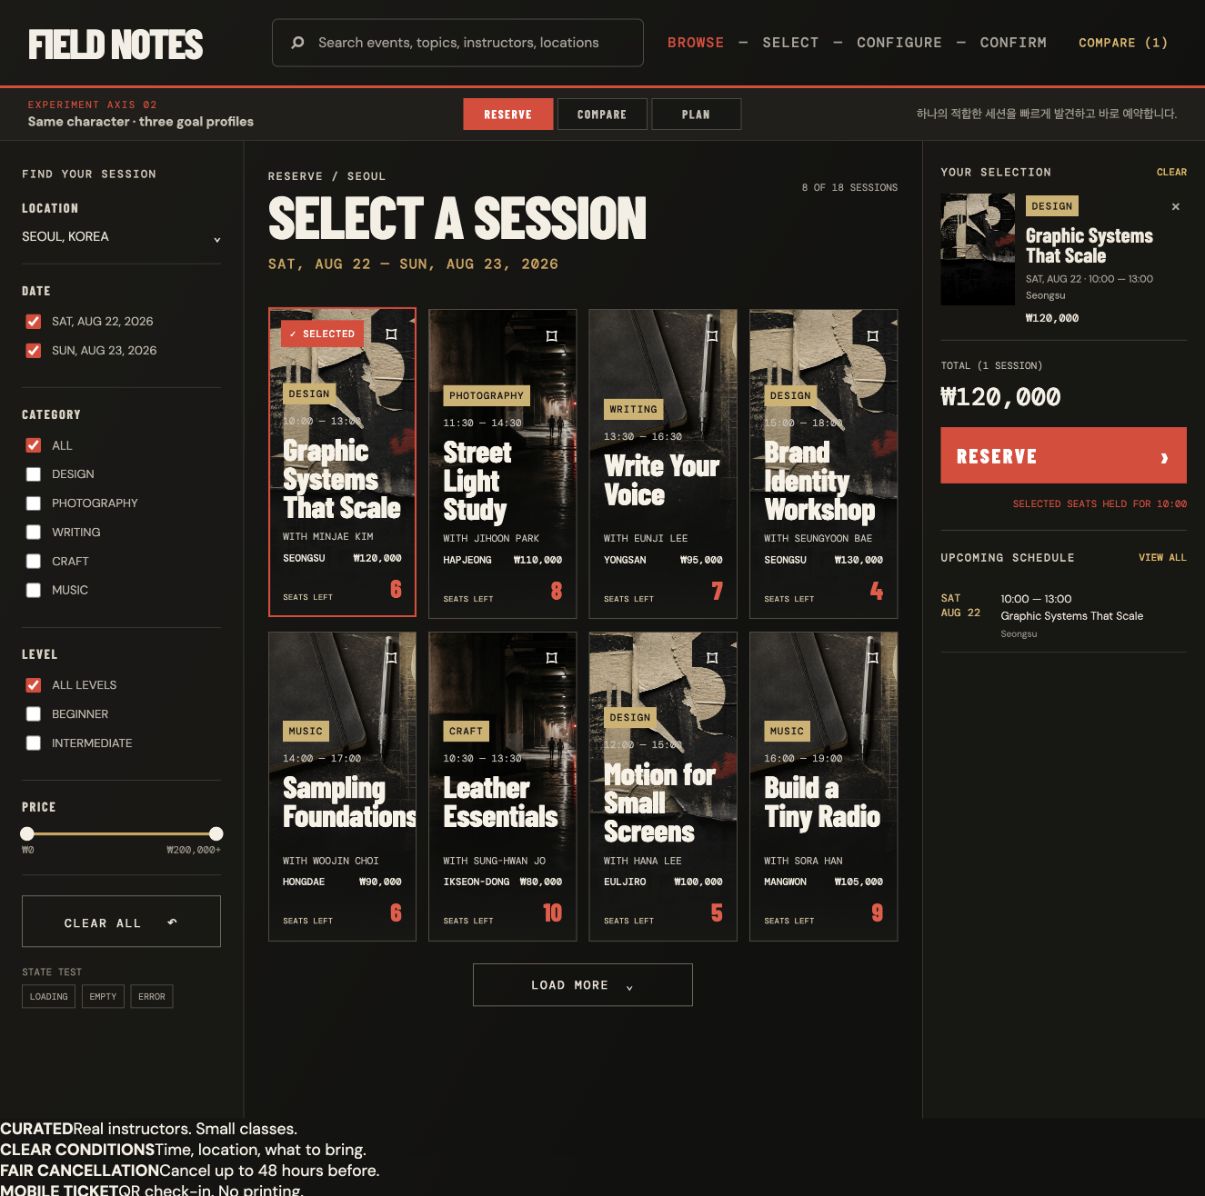 FIELD NOTES
Search events, topics, instructors, locations
BROWSE — SELECT — CONFIGURE — CONFIRM
COMPARE (1)
EXPERIMENT AXIS 02
Same character · three goal profiles
RESERVE
COMPARE
PLAN
하나의 적합한 세션을 빠르게 발견하고 바로 예약합니다.
FIND YOUR SESSION
LOCATION
SEOUL, KOREA
DATE
SAT, AUG 22, 2026
SUN, AUG 23, 2026
CATEGORY
ALL
DESIGN
PHOTOGRAPHY
WRITING
CRAFT
MUSIC
LEVEL
ALL LEVELS
BEGINNER
INTERMEDIATE
PRICE
₩0
₩200,000+
CLEAR ALL
STATE TEST
LOADING
EMPTY
ERROR
RESERVE / SEOUL
SELECT A SESSION
SAT, AUG 22 — SUN, AUG 23, 2026
8 OF 18 SESSIONS
✓ SELECTED
DESIGN
10:00 — 13:00
Graphic
Systems
That Scale
WITH MINJAE KIM
SEONGSU ₩120,000
SEATS LEFT 6
PHOTOGRAPHY
11:30 — 14:30
Street
Light
Study
WITH JIHOON PARK
HAPJEONG ₩110,000
SEATS LEFT 8
WRITING
13:30 — 16:30
Write Your
Voice
WITH EUNJI LEE
YONGSAN ₩95,000
SEATS LEFT 7
DESIGN
15:00 — 18:00
Brand
Identity
Workshop
WITH SEUNGYOON BAE
SEONGSU ₩130,000
SEATS LEFT 4
MUSIC
14:00 — 17:00
Sampling
Foundations
WITH WOOJIN CHOI
HONGDAE ₩90,000
SEATS LEFT 6
CRAFT
10:30 — 13:30
Leather
Essentials
WITH SUNG-HWAN JO
IKSEON-DONG ₩80,000
SEATS LEFT 10
DESIGN
12:00 — 15:00
Motion for
Small
Screens
WITH HANA LEE
EULJIRO ₩100,000
SEATS LEFT 5
MUSIC
16:00 — 19:00
Build a
Tiny Radio
WITH SORA HAN
MANGWON ₩105,000
SEATS LEFT 9
LOAD MORE
YOUR SELECTION
CLEAR
DESIGN
×
Graphic Systems
That Scale
SAT, AUG 22 · 10:00 — 13:00
Seongsu
₩120,000
TOTAL (1 SESSION)
₩120,000
RESERVE ›
SELECTED SEATS HELD FOR 10:00
UPCOMING SCHEDULE
VIEW ALL
SAT
AUG 22
10:00 — 13:00
Graphic Systems That Scale
Seongsu
CURATEDReal instructors. Small classes.
CLEAR CONDITIONSTime, location, what to bring.
FAIR CANCELLATIONCancel up to 48 hours before.
MOBILE TICKETQR check-in. No printing.